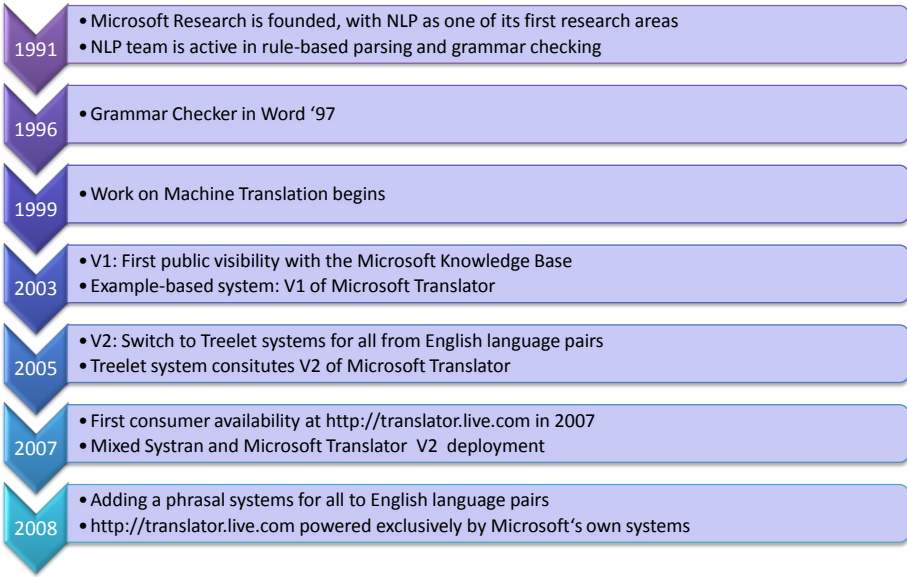 1991
• Microsoft Research is founded, with NLP as one of its first research areas
• NLP team is active in rule-based parsing and grammar checking
1996
• Grammar Checker in Word ‘97
1999
• Work on Machine Translation begins
2003
• V1: First public visibility with the Microsoft Knowledge Base
• Example-based system: V1 of Microsoft Translator
2005
• V2: Switch to Treelet systems for all from English language pairs
• Treelet system consitutes V2 of Microsoft Translator
2007
• First consumer availability at http://translator.live.com in 2007
• Mixed Systran and Microsoft Translator V2 deployment
2008
• Adding a phrasal systems for all to English language pairs
• http://translator.live.com powered exclusively by Microsoft‘s own systems